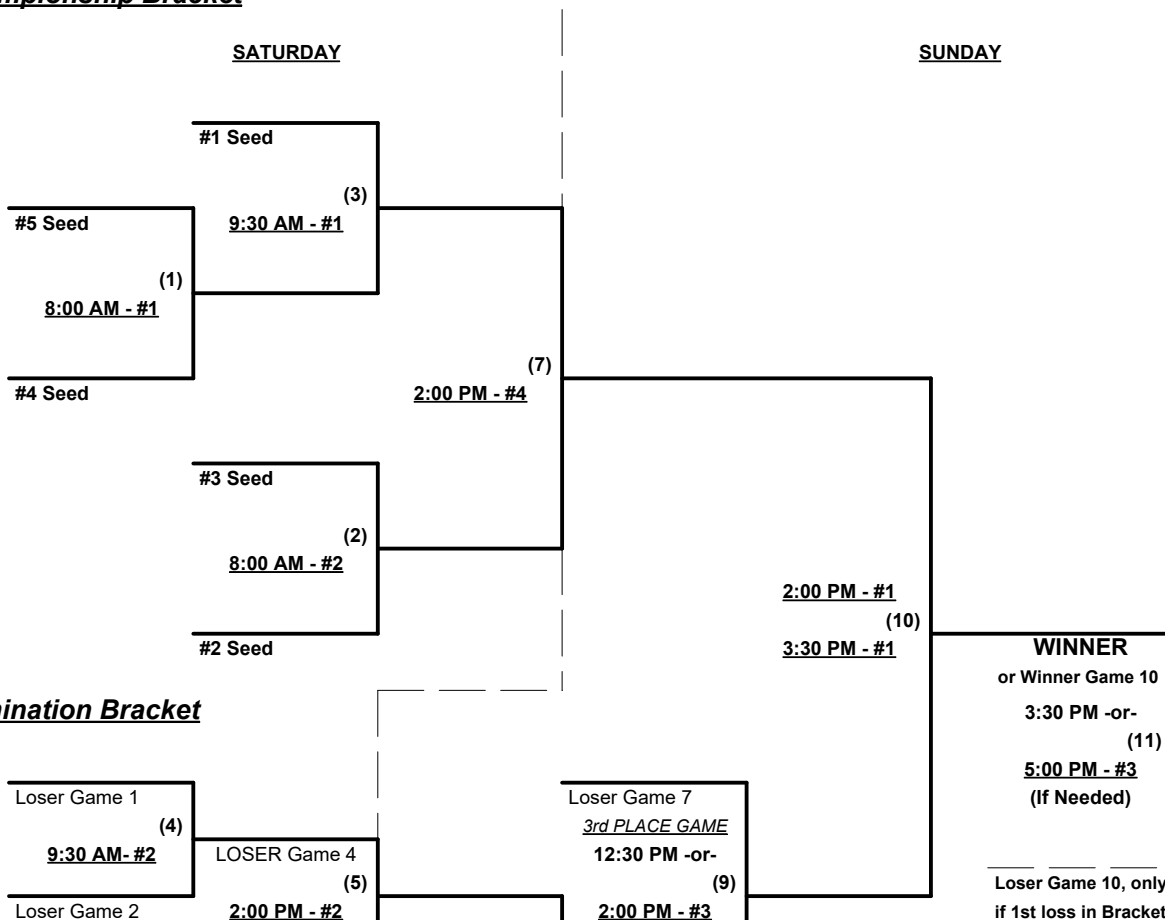 mpionship Bracket
SATURDAY
SUNDAY
#1 Seed
(3)
#5 Seed
9:30 AM - #1
(1)
8:00 AM - #1
(7)
#4 Seed
2:00 PM - #4
#3 Seed
(2)
8:00 AM - #2
2:00 PM - #1
(10)
#2 Seed
3:30 PM - #1
WINNER
or Winner Game 10
mination Bracket
3:30 PM -or-
(11)
5:00 PM - #3
(If Needed)
Loser Game 1
Loser Game 7
(4)
3rd PLACE GAME
9:30 AM- #2
LOSER Game 4
12:30 PM -or-
(5)
(9)
Loser Game 10, only
Loser Game 2
2:00 PM - #2
2:00 PM - #3
if 1st loss in Bracket